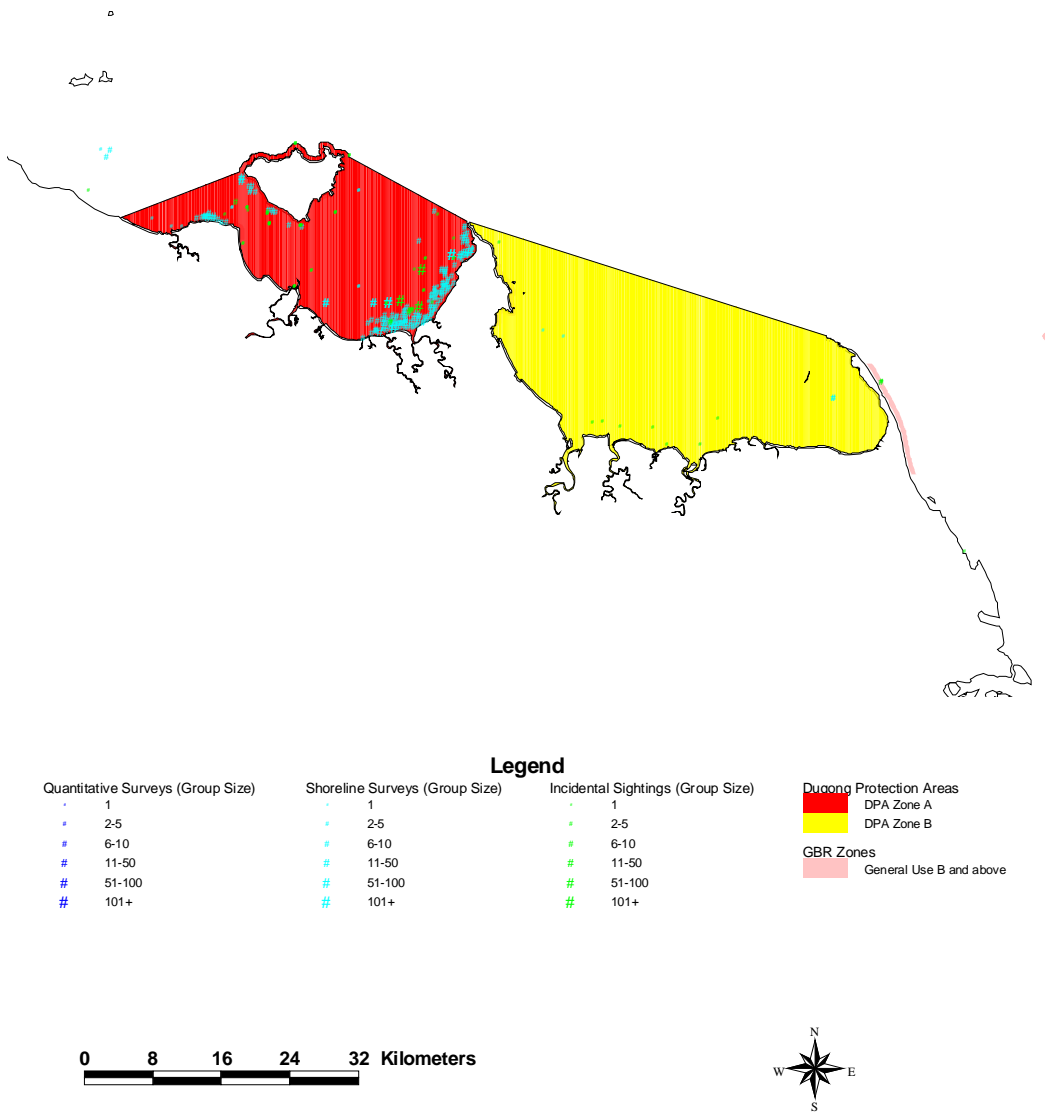 Legend
Quantitative Surveys (Group Size)
# 1
# 2-5
# 6-10
# 11-50
# 51-100
# 101+
Shoreline Surveys (Group Size)
# 1
# 2-5
# 6-10
# 11-50
# 51-100
# 101+
Incidental Sightings (Group Size)
# 1
# 2-5
# 6-10
# 11-50
# 51-100
# 101+
Dugong Protection Areas
DPA Zone A
DPA Zone B
GBR Zones
General Use B and above
0 8 16 24 32 Kilometers
N
W E
S